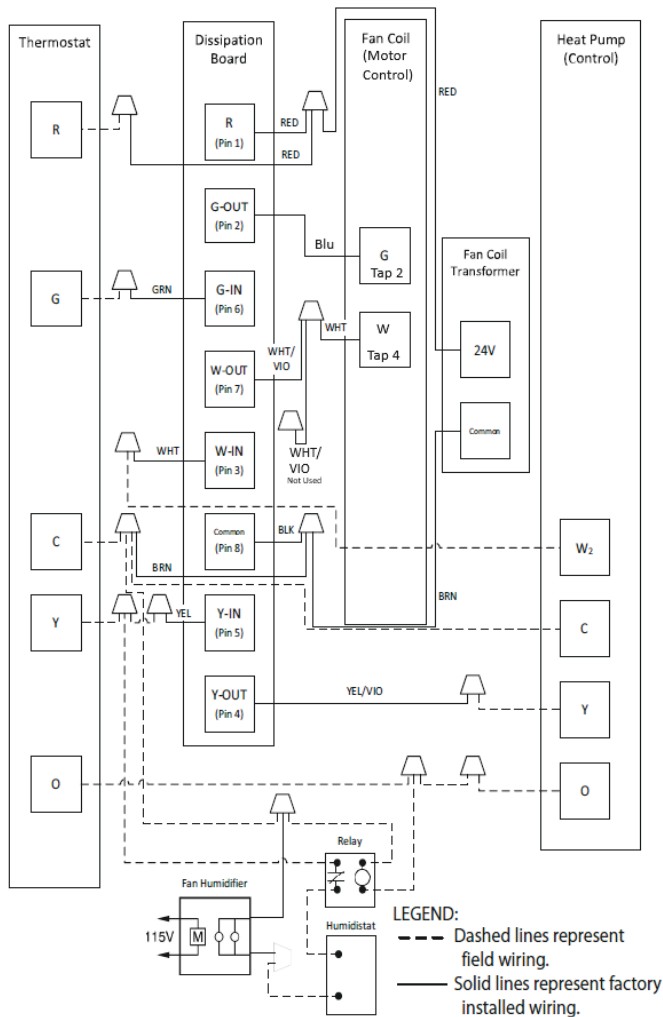 Thermostat
Dissipation
Board
Fan Coil
(Motor
Control)
Heat Pump
(Control)
R
R
(Pin 1)
RED
RED
RED
G-OUT
(Pin 2)
Blu
G
Tap 2
Fan Coil
Transformer
G
GRN
G-IN
(Pin 6)
WHT
W
Tap 4
24V
W-OUT
(Pin 7)
WHT/
VIO
Common
WHT
W-IN
(Pin 3)
WHT/
VIO
Not Used
C
Common
(Pin 8)
BLK
W2
BRN
BRN
Y
YEL
Y-IN
(Pin 5)
C
Y-OUT
(Pin 4)
YEL/VIO
Y
O
O
Relay
Fan Humidifier
115V
M
Humidistat
LEGEND:
Dashed lines represent
field wiring.
Solid lines represent factory
installed wiring.